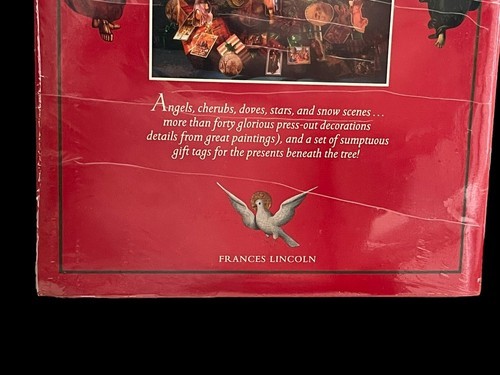 Angels, cherubs, doves, stars, and snow scenes...
more than forty glorious press-out decorations
details from great paintings), and a set of sumptuous
gift tags for the presents beneath the tree!
FRANCES LINCOLN